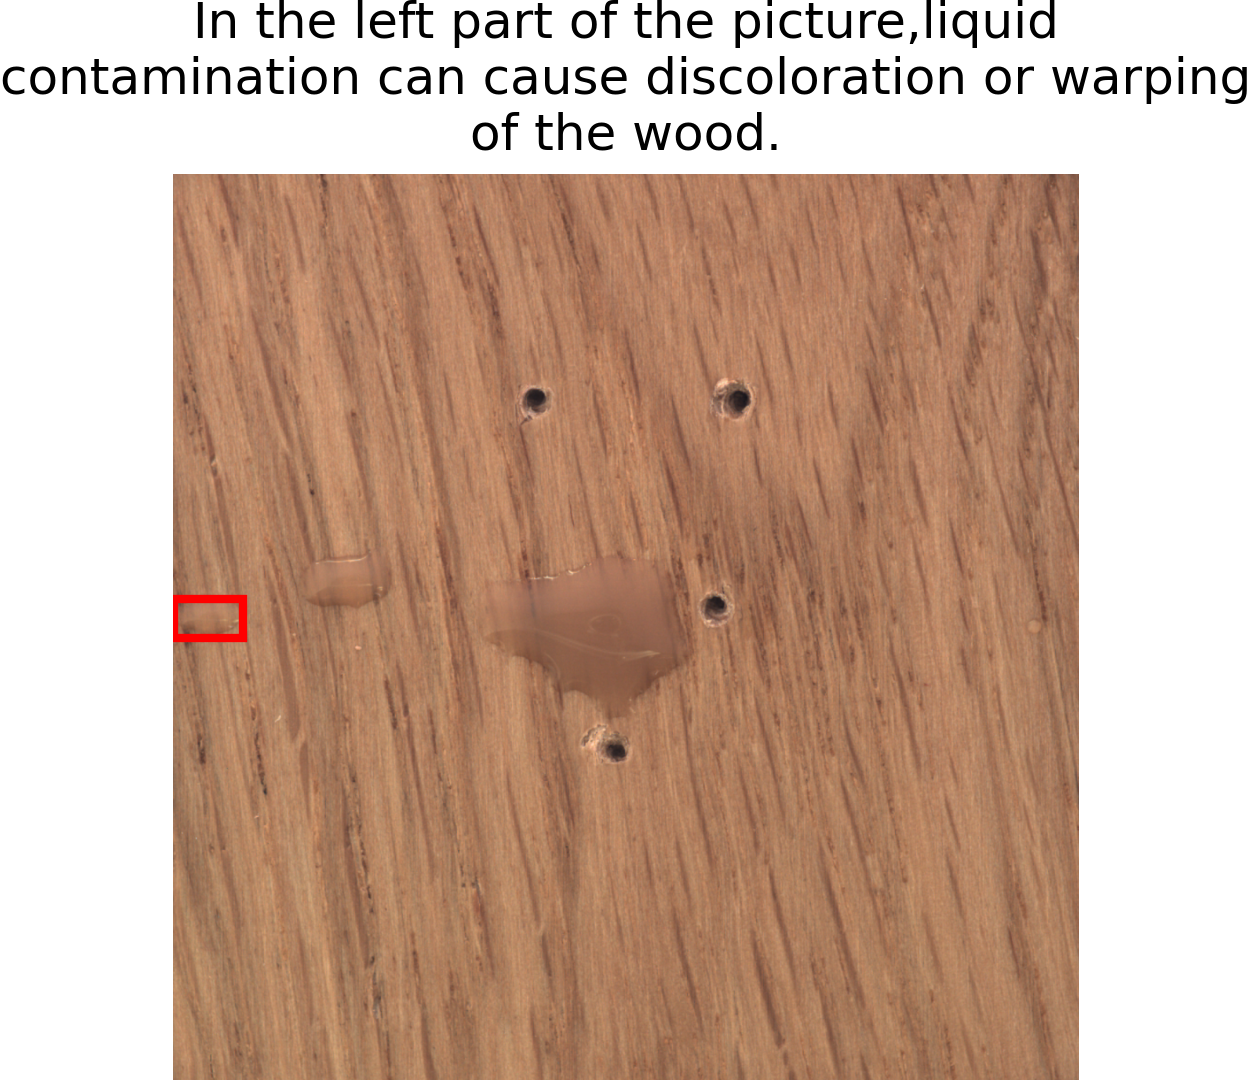 In the left part of the picture,liquid
contamination can cause discoloration or warping
of the wood.